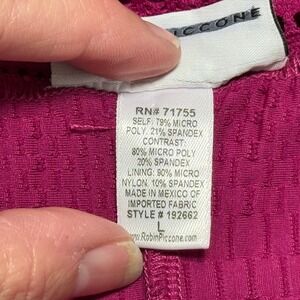 PICCONE
RN# 71755
SELF: 79% MICRO
POLY, 21% SPANDEX
CONTRAST:
80% MICRO POLY
20% SPANDEX
LINING: 90% MICRO
NYLON, 10% SPANDEX
MADE IN MEXICO OF
IMPORTED FABRIC
STYLE # 192662
L
www.RobinPiccone.com